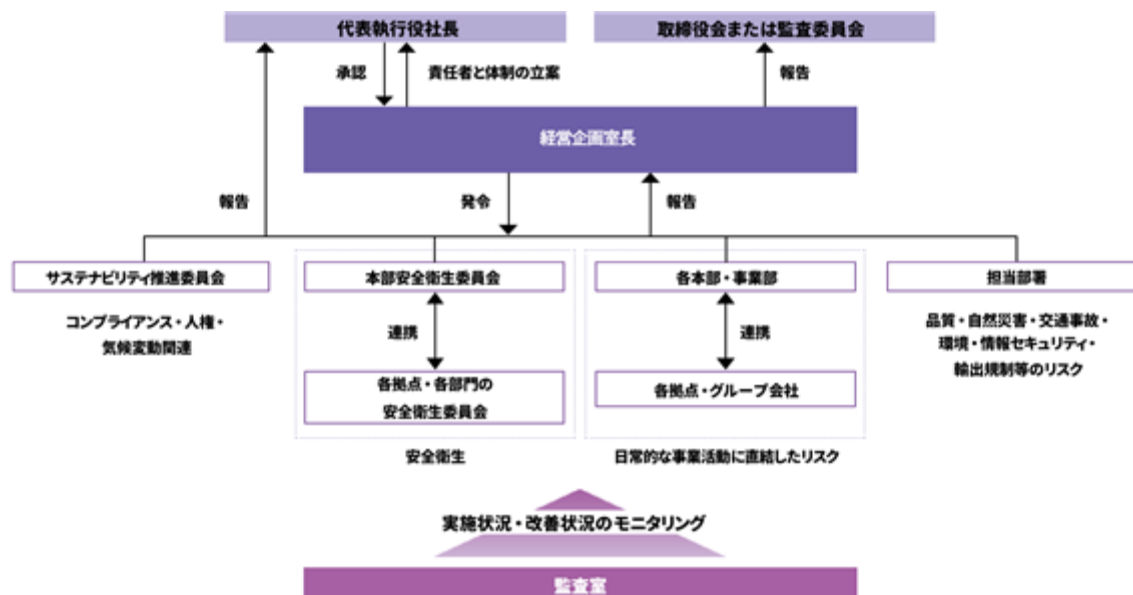 代表執行役社長
取締役会または監査委員会
承認
責任者と体制の立案
報告
経営企画室長
報告
発令
報告
サステナビリティ推進委員会
本部安全衛生委員会
各本部・事業部
担当部署
コンプライアンス・人権・
気候変動関連
連携
連携
品質・自然災害・交通事故・
環境・情報セキュリティ・
輸出規制等のリスク
各拠点・各部門の
安全衛生委員会
各拠点・グループ会社
安全衛生
日常的な事業活動に直結したリスク
実施状況・改善状況のモニタリング
監査室